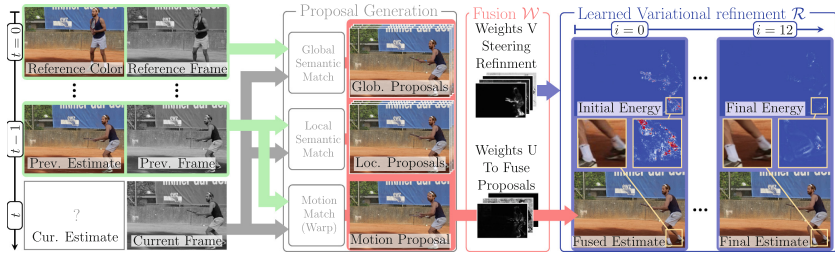 Proposal Generation
Fusion W
Learned Variational refinement R
t=0
Reference Color
Reference Frame
Global
Semantic
Match
Glob. Proposals
Weights V
Steering
Refinement
i = 0
i = 12
Initial Energy
Final Energy
t − 1
Prev. Estimate
Prev. Frame
Local
Semantic
Match
Loc. Proposals
Weights U
To Fuse
Proposals
t
?
Cur. Estimate
Current Frame
Motion
Match
(Warp)
Motion Proposal
Fused Estimate
Final Estimate